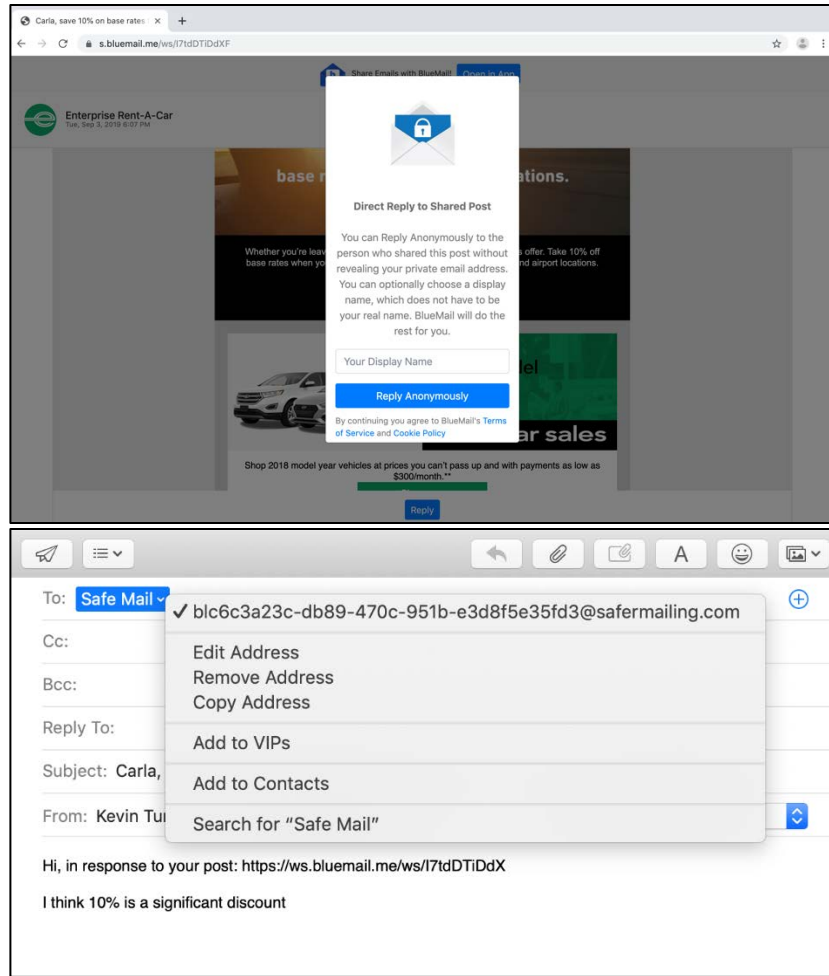 Carla, save 10% on base rates
s.bluemail.me/ws/I7tdDTiDdXF
Share Emails with BlueMail! Open in App
Enterprise Rent-A-Car
Tue, Sep 3, 2019 6:07 PM
base ations.
Direct Reply to Shared Post
You can Reply Anonymously to the
person who shared this post without
revealing your private email address.
You can optionally choose a display
name, which does not have to be
your real name. BlueMail will do the
rest for you.
Whether you're leav s offer. Take 10% off
base rates when yo nd airport locations.
Your Display Name
Reply Anonymously
By continuing you agree to BlueMail's Terms
of Service and Cookie Policy
del
ar sales
Shop 2018 model year vehicles at prices you can't pass up and with payments as low as
$300/month.**
Reply
To: Safe Mail
blc6c3a23c-db89-470c-951b-e3d8f5e35fd3@safermailing.com
Cc:
Edit Address
Remove Address
Bcc:
Copy Address
Reply To:
Add to VIPs
Subject: Carla,
Add to Contacts
From: Kevin Tur
Search for “Safe Mail”
Hi, in response to your post: https://ws.bluemail.me/ws/I7tdDTiDdX
I think 10% is a significant discount